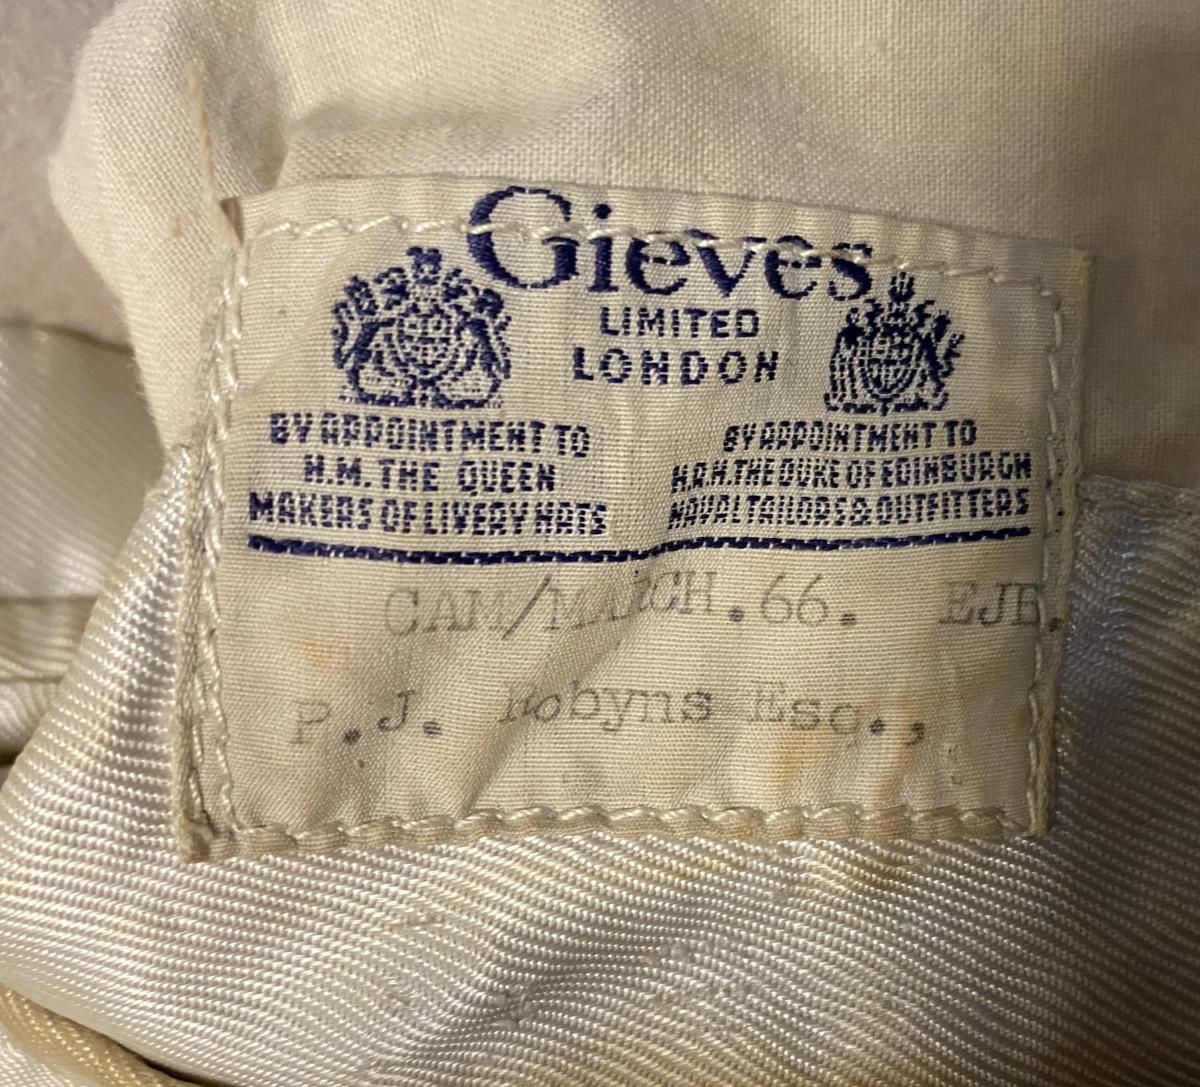 Gieves
LIMITED
LONDON
BY APPOINTMENT TO
H.M. THE QUEEN
MAKERS OF LIVERY HATS
BY APPOINTMENT TO
H.R.H. THE DUKE OF EDINBURGH
NAVAL TAILORS & OUTFITTERS
CAM/MARCH.66. EJB.
P.J. Robyns Esq.,